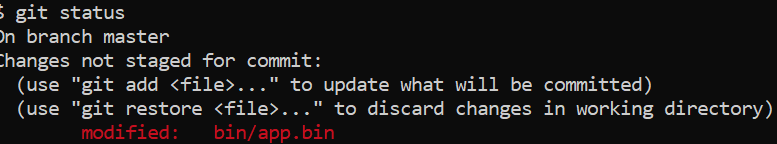 $ git status
On branch master
Changes not staged for commit:
  (use "git add <file>..." to update what will be committed)
  (use "git restore <file>..." to discard changes in working directory)
        modified:   bin/app.bin